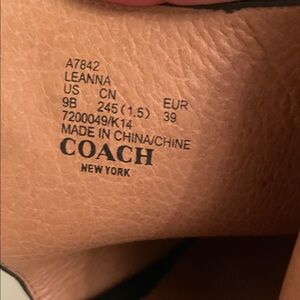 A7842
LEANNA
US CN EUR
9B 245(1.5) 39
7200049/K14
MADE IN CHINA/CHINE
COACH
NEW YORK